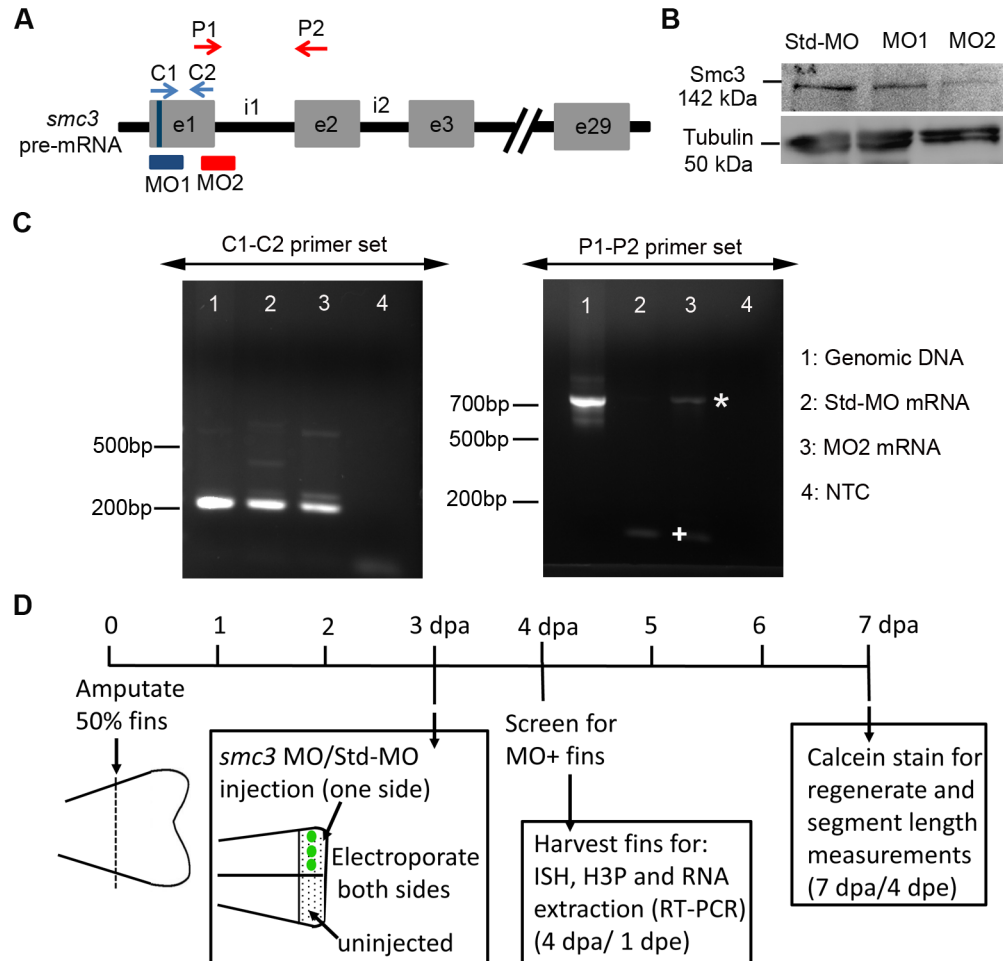 A
P1
P2
C1
C2
smc3
pre-mRNA
e1
i1
e2
i2
e3
e29
MO1
MO2
B
Std-MO MO1 MO2
Smc3
142 kDa
Tubulin
50 kDa
C
C1-C2 primer set
1 2 3 4
500bp
200bp
P1-P2 primer set
1 2 3 4
700bp
500bp
200bp
*
+
1: Genomic DNA
2: Std-MO mRNA
3: MO2 mRNA
4: NTC
D
0 1 2 3 dpa 4 dpa 5 6 7 dpa
Amputate
50% fins
smc3 MO/Std-MO
injection (one side)
Electroporate
both sides
uninjected
Screen for
MO+ fins
Harvest fins for:
ISH, H3P and RNA
extraction (RT-PCR)
(4 dpa/ 1 dpe)
Calcein stain for
regenerate and
segment length
measurements
(7 dpa/4 dpe)